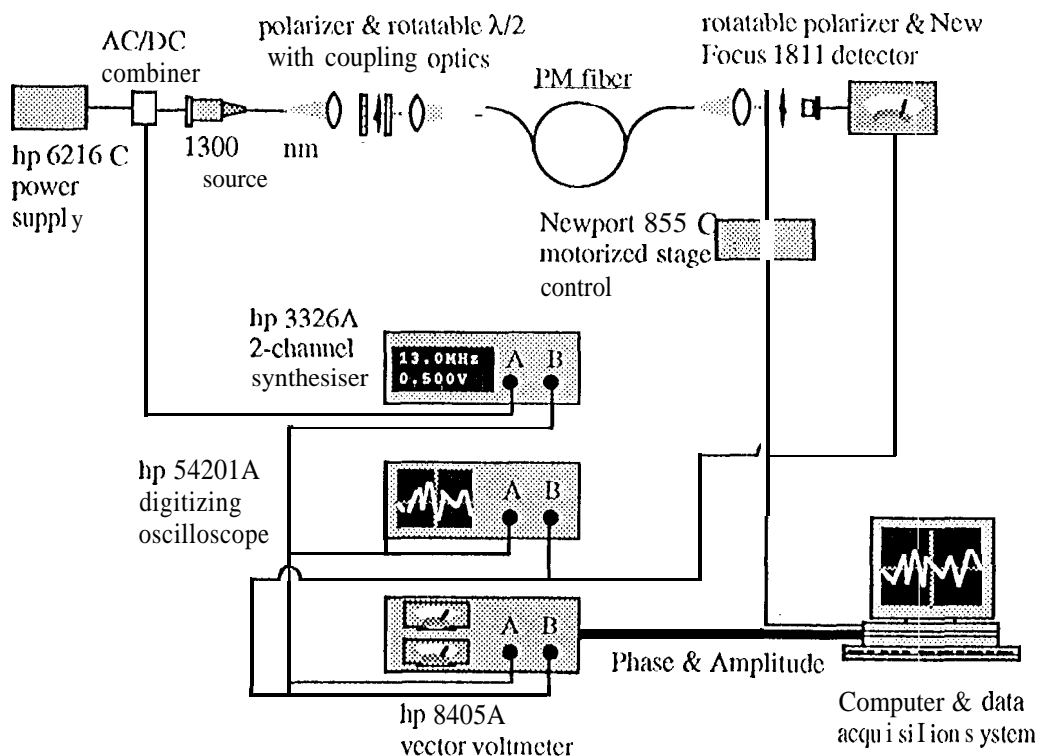 AC/DC
combiner
polarizer & rotatable λ/2
with coupling optics
PM fiber
rotatable polarizer & New
Focus 1811 detector
hp 6216 C
power
supply
1300 nm
source
Newport 855 C
motorized stage
control
hp 3326A
2-channel
synthesiser
13.0MHz
0.500V
A B
hp 54201A
digitizing
oscilloscope
A B
A B
Phase & Amplitude
hp 8405A
vector voltmeter
Computer & data
acquisiIion system